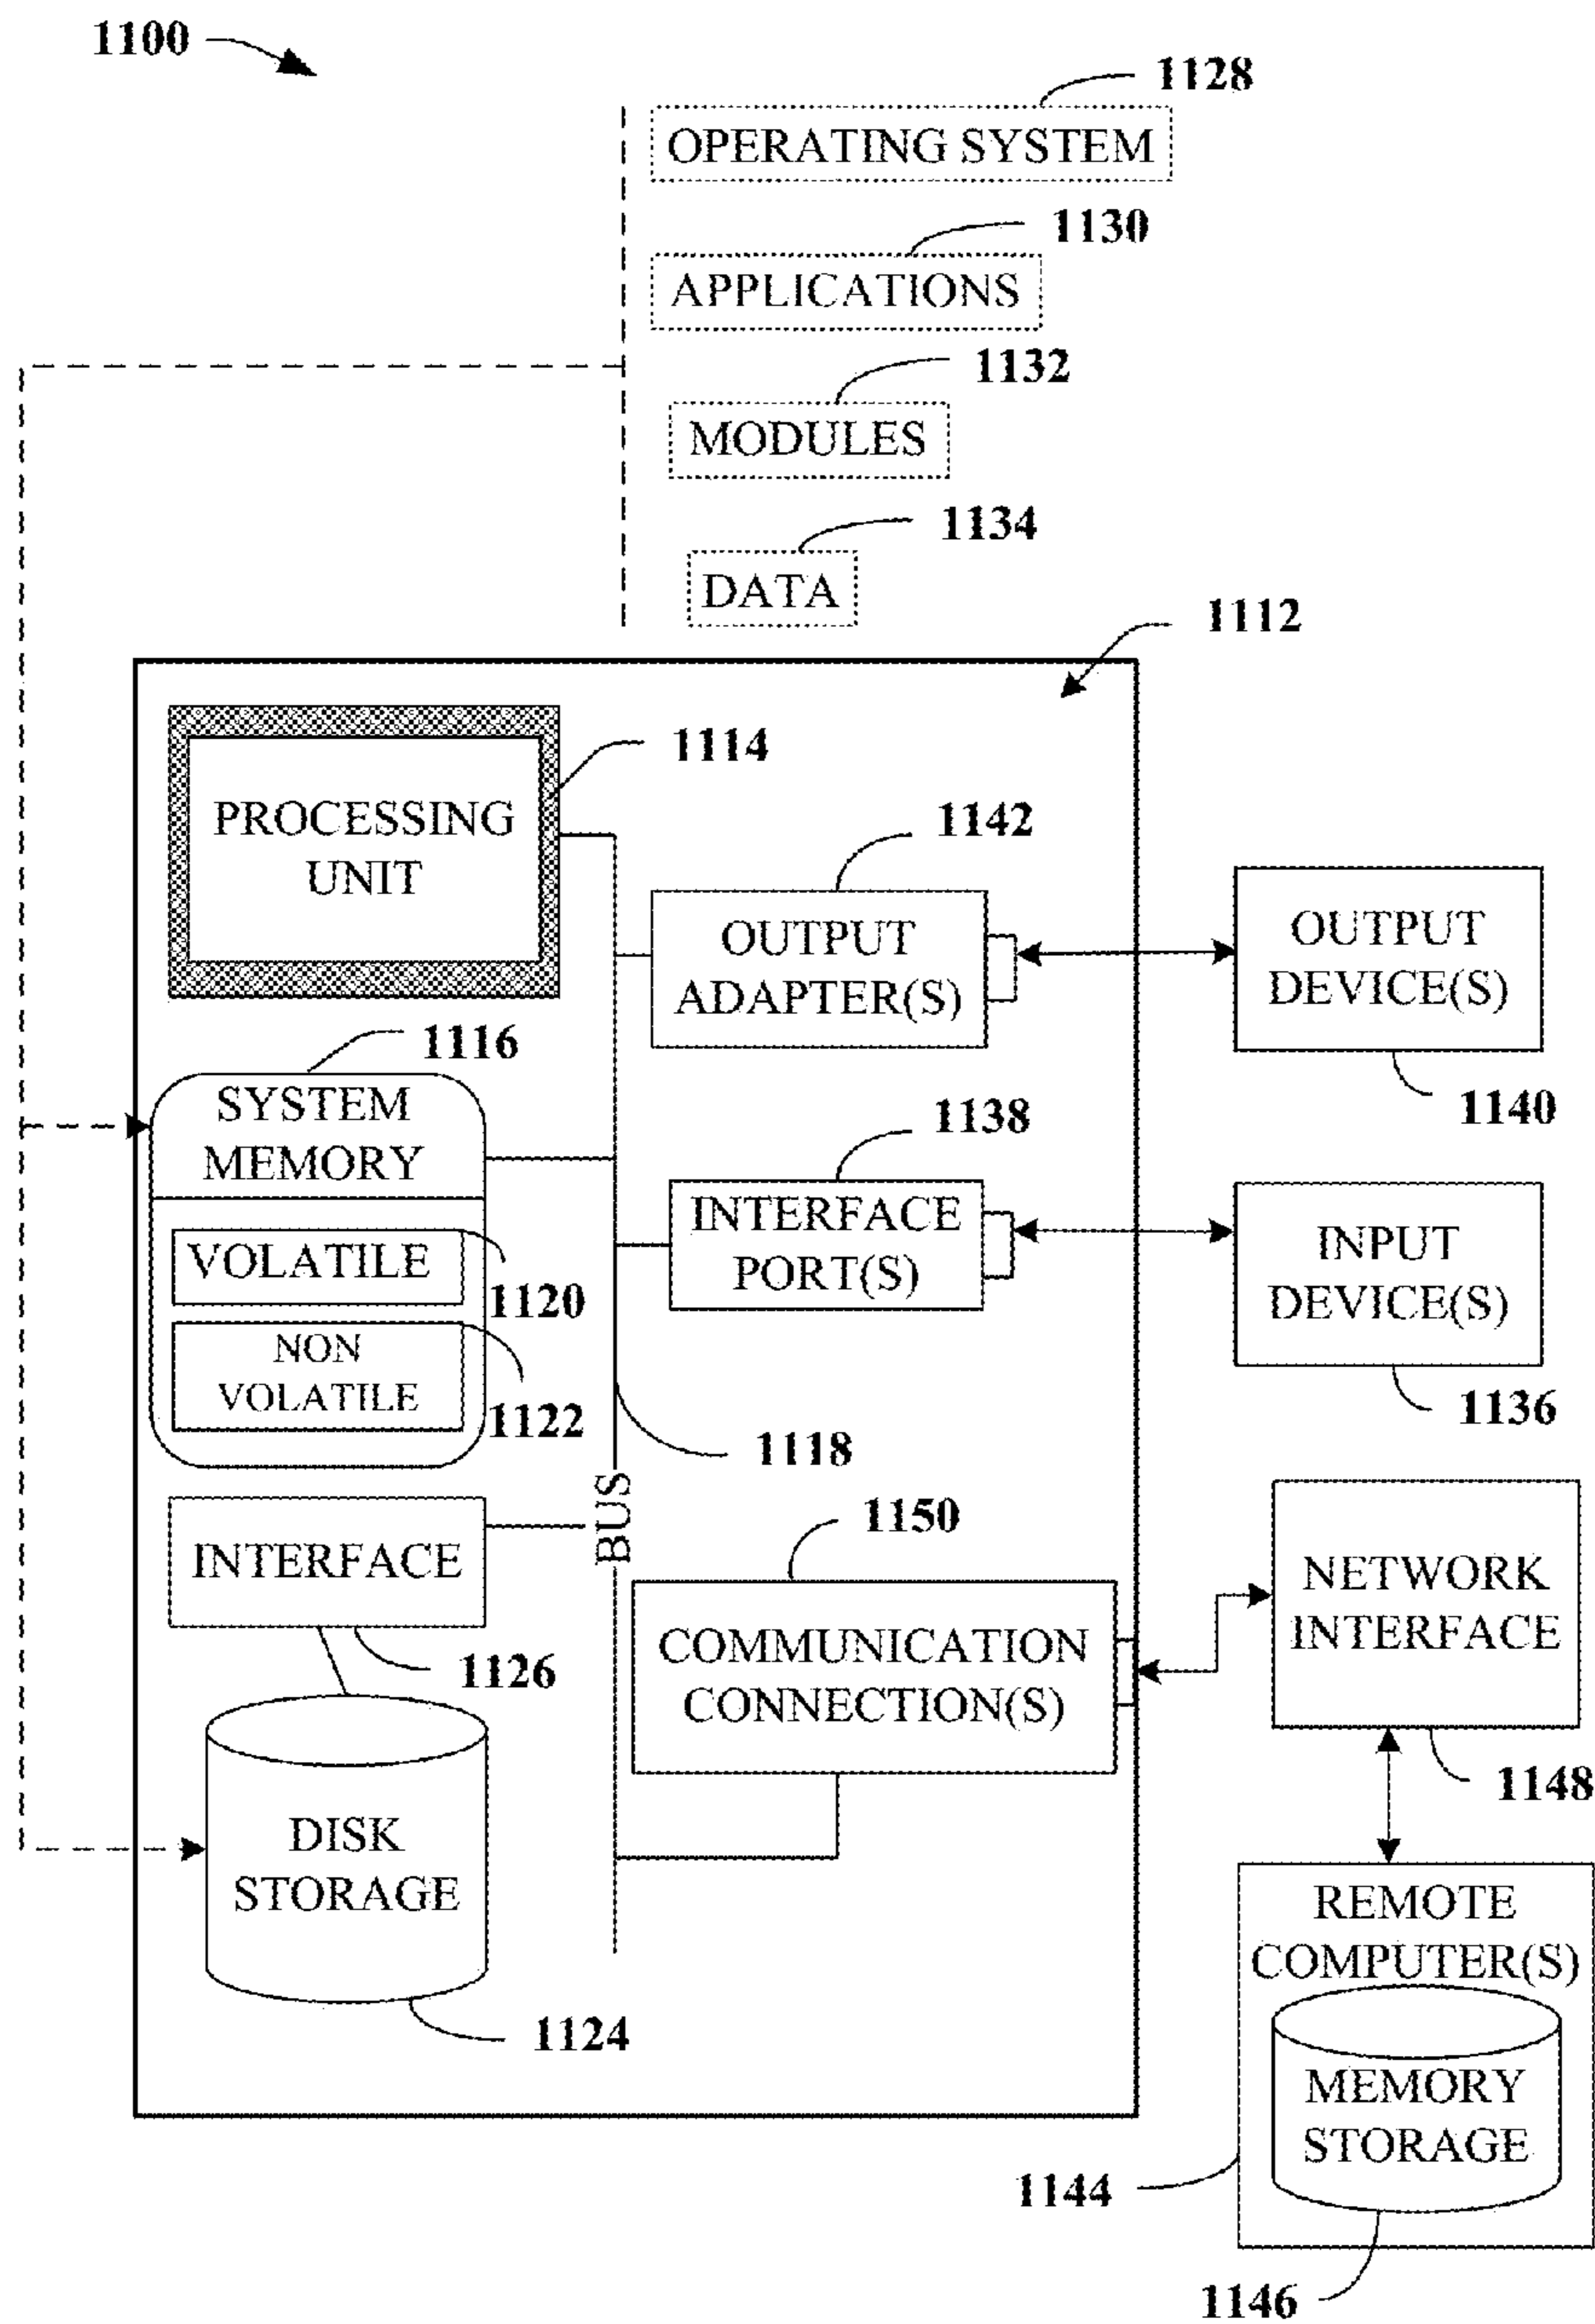 1100
1128
OPERATING SYSTEM
1130
APPLICATIONS
1132
MODULES
1134
DATA
1112
PROCESSING
UNIT
1114
1142
OUTPUT
ADAPTER(S)
OUTPUT
DEVICE(S)
1140
1116
SYSTEM
MEMORY
VOLATILE
1120
NON
VOLATILE
1122
1138
INTERFACE
PORT(S)
INPUT
DEVICE(S)
1136
1118
BUS
INTERFACE
1126
1150
COMMUNICATION
CONNECTION(S)
NETWORK
INTERFACE
1148
DISK
STORAGE
1124
REMOTE
COMPUTER(S)
MEMORY
STORAGE
1144
1146